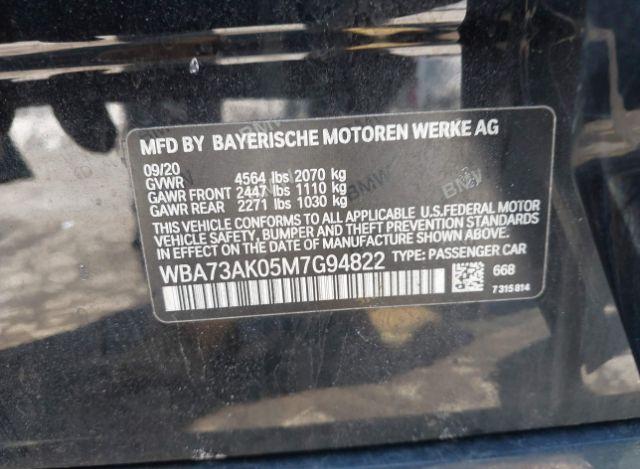 MFD BY BAYERISCHE MOTOREN WERKE AG
09/20
GVWR 4564 lbs 2070 kg
GAWR FRONT 2447 lbs 1110 kg
GAWR REAR 2271 lbs 1030 kg
THIS VEHICLE CONFORMS TO ALL APPLICABLE U.S.FEDERAL MOTOR
VEHICLE SAFETY, BUMPER, AND THEFT PREVENTION STANDARDS
IN EFFECT ON THE DATE OF MANUFACTURE SHOWN ABOVE.
WBA73AK05M7G94822 TYPE: PASSENGER CAR
668
7315814